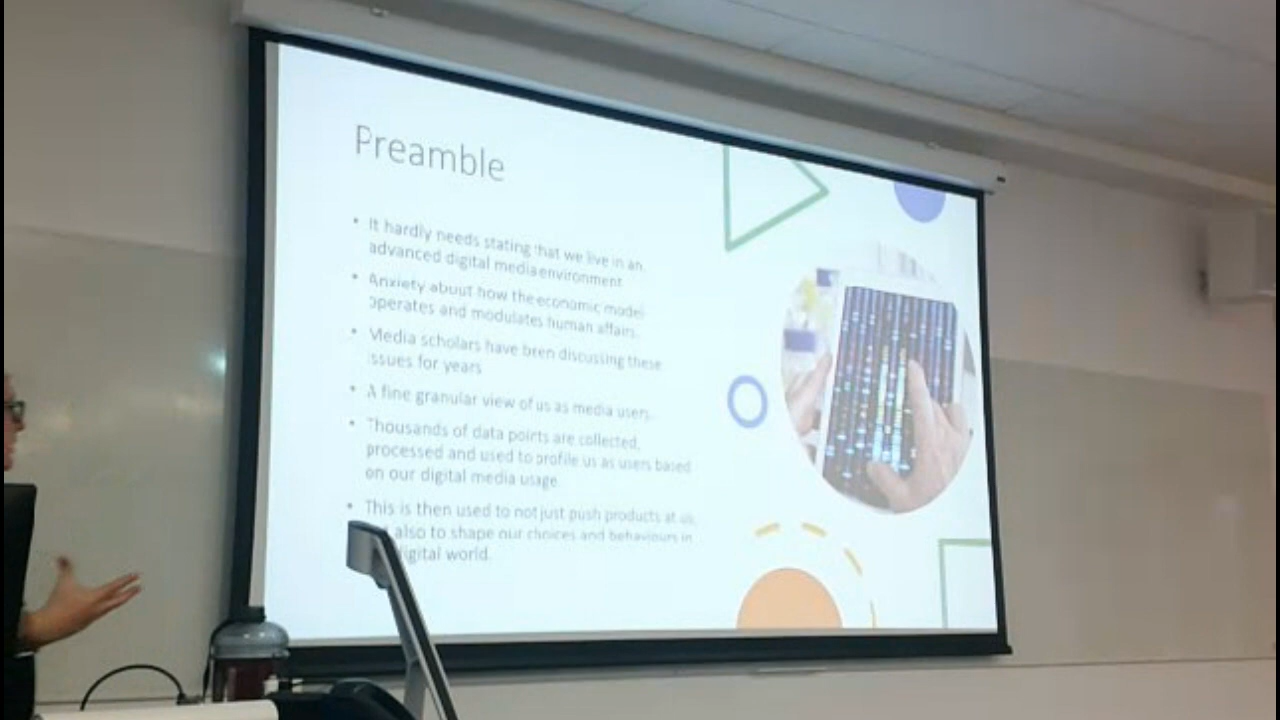 Preamble
• It hardly needs stating that we live in an
advanced digital media environment
• Anxiety about how the economic model
operates and modulates human affairs.
• Media scholars have been discussing these
issues for years
• A fine granular view of us as media users.
• Thousands of data points are collected,
processed and used to profile us as users based
on our digital media usage.
• This is then used to not just push products at us
also to shape our choices and behaviours in
digital world.